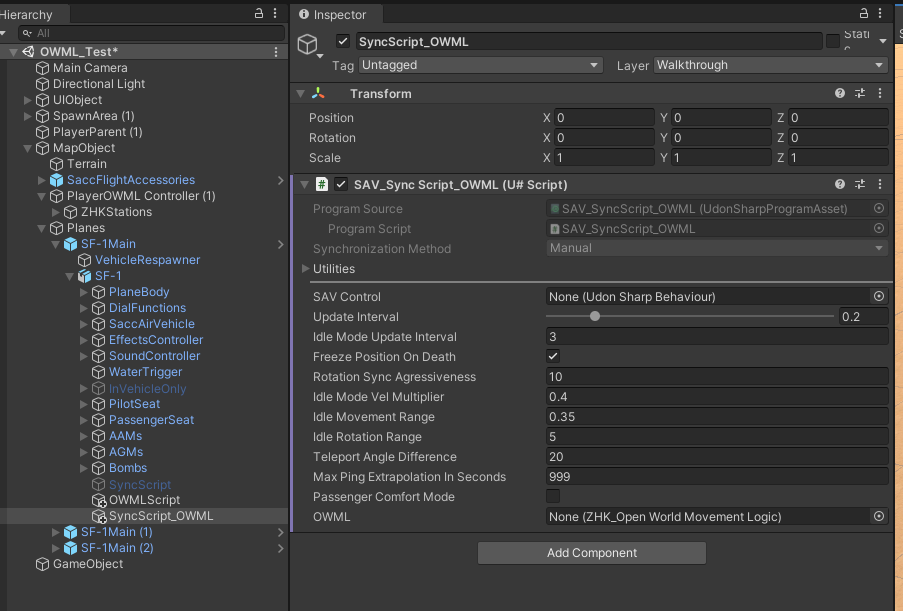 Hierarchy
All
OWML_Test*
Main Camera
Directional Light
UIObject
SpawnArea (1)
PlayerParent (1)
MapObject
Terrain
SaccFlightAccessories
PlayerOWML Controller (1)
ZHKStations
Planes
SF-1Main
VehicleRespawner
SF-1
PlaneBody
DialFunctions
SaccAirVehicle
EffectsController
SoundController
WaterTrigger
InVehicleOnly
PilotSeat
PassengerSeat
AAMs
AGMs
Bombs
SyncScript
OWMLScript
SyncScript_OWML
SF-1Main (1)
SF-1Main (2)
GameObject
Inspector
SyncScript_OWML
Tag Untagged Layer Walkthrough
Transform
Position X 0 Y 0 Z 0
Rotation X 0 Y 0 Z 0
Scale X 1 Y 1 Z 1
# SAV_Sync Script_OWML (U# Script)
Program Source SAV_SyncScript_OWML (UdonSharpProgramAsset)
Program Script SAV_SyncScript_OWML
Synchronization Method Manual
Utilities
SAV Control None (Udon Sharp Behaviour)
Update Interval 0.2
Idle Mode Update Interval 3
Freeze Position On Death
Rotation Sync Agressiveness 10
Idle Mode Vel Multiplier 0.4
Idle Movement Range 0.35
Idle Rotation Range 5
Teleport Angle Difference 20
Max Ping Extrapolation In Seconds 999
Passenger Comfort Mode
OWML None (ZHK_Open World Movement Logic)
Add Component